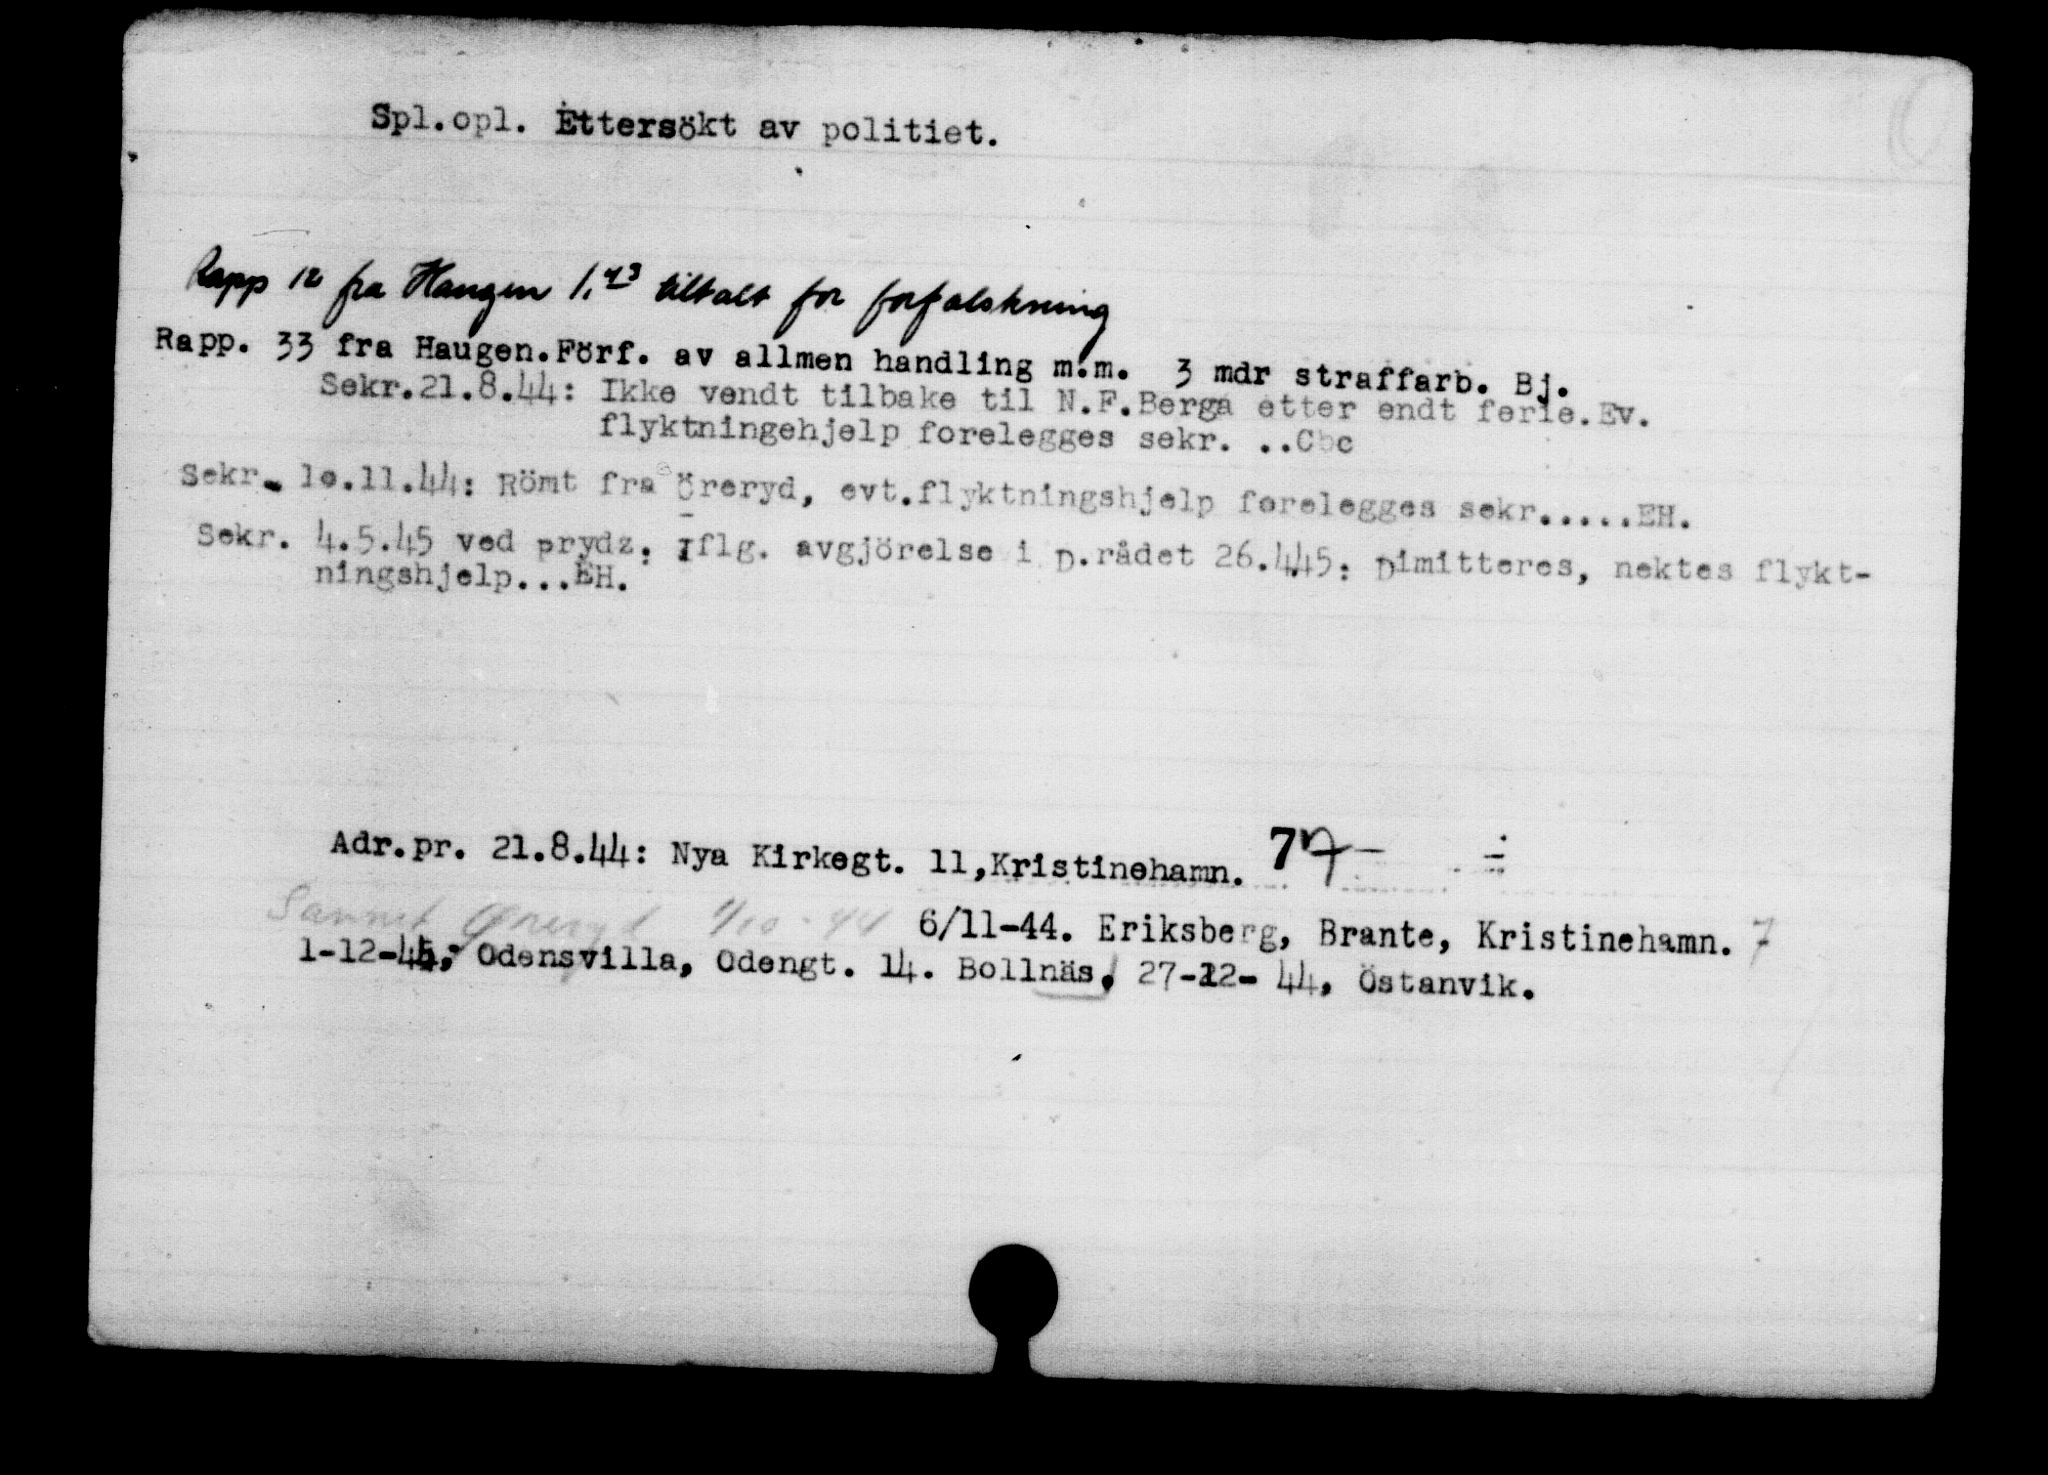 Spl.opl. Ettersökt av politiet.
Rapp 12 fra Haugen 1.43 tiltalt for forfalskning
Rapp. 33 fra Haugen.Förf. av allmen handling m.m. 3 mdr straffarb. Bj.
Sekr.21.8.44: Ikke vendt tilbake til N.F.Berga etter endt ferie.Ev.
flyktningehjelp forelegges sekr. ..Cbc
Sekr. 10.11.44: Römt fra Öreryd, evt.flyktningshjelp forelegges sekr.....EH.
Sekr. 4.5.45 ved prydz: Iflg. avgjörelse i D.rådet 26.4.45: Dimitteres, nektes flykt-
ningshjelp...EH.
Adr.pr. 21.8.44: Nya Kirkegt. 11,Kristinehamn. 7
Øreryd 1/10-44 6/11-44. Eriksberg, Brante, Kristinehamn. 7
1-12-44; Odensvilla, Odengt. 14. Bollnäs. 27-12- 44, Östanvik.